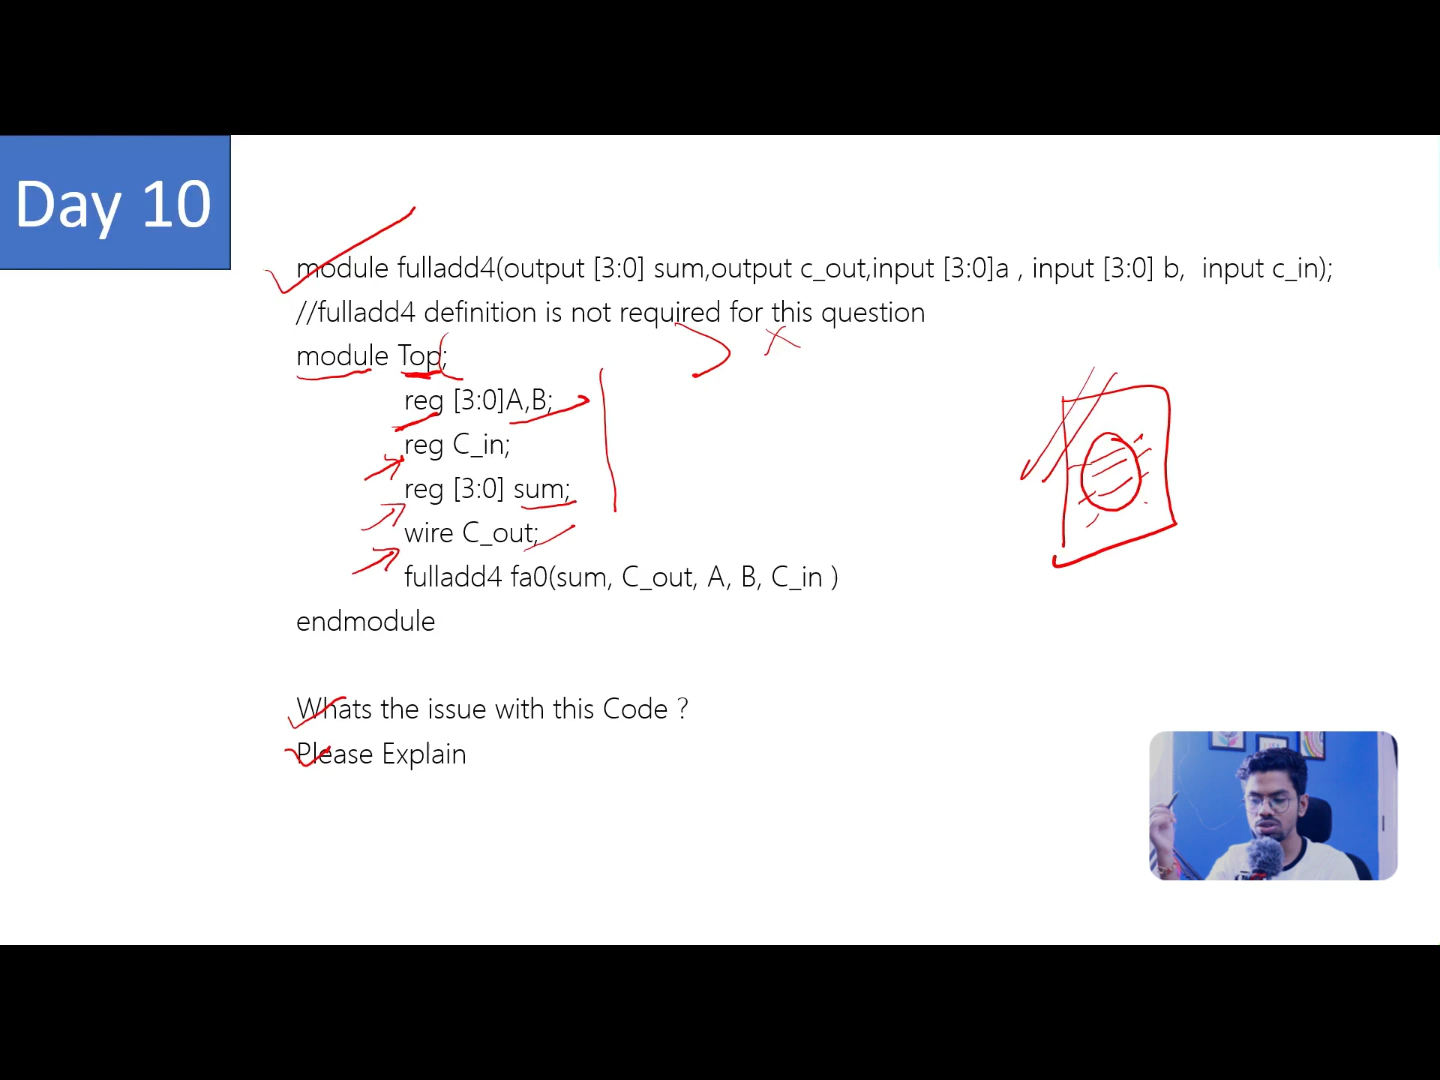 Day 10
module fulladd4(output [3:0] sum,output c_out,input [3:0]a , input [3:0] b,  input c_in);
//fulladd4 definition is not required for this question
module Top;
reg [3:0]A,B;
reg C_in;
reg [3:0] sum;
wire C_out;
fulladd4 fa0(sum, C_out, A, B, C_in )
endmodule
Whats the issue with this Code ?
Please Explain